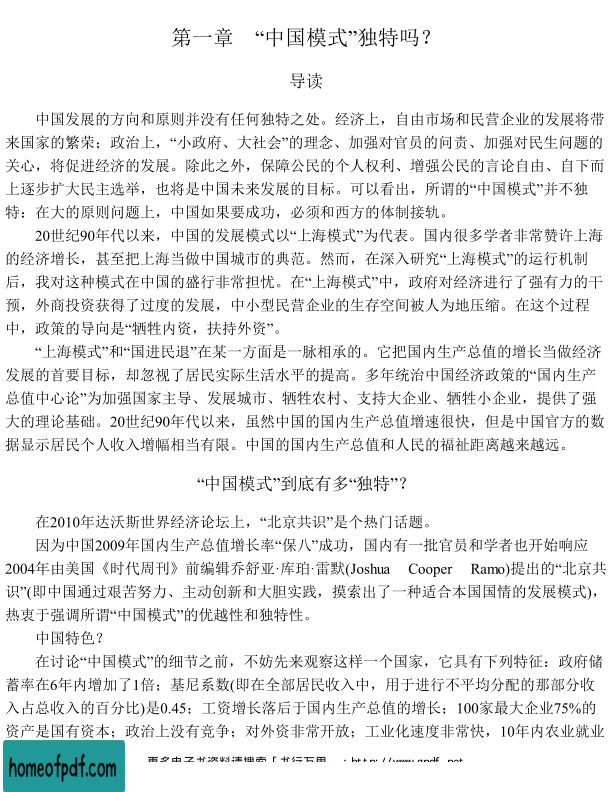 第一章　“中国模式”独特吗？
导读
中国发展的方向和原则并没有任何独特之处。经济上，自由市场和民营企业的发展将带
来国家的繁荣；政治上，“小政府、大社会”的理念、加强对官员的问责、加强对民生问题的
关心，将促进经济的发展。除此之外，保障公民的个人权利、增强公民的言论自由、自下而
上逐步扩大民主选举，也将是中国未来发展的目标。可以看出，所谓的“中国模式”并不独
特：在大的原则问题上，中国如果要成功，必须和西方的体制接轨。
20世纪90年代以来，中国的发展模式以“上海模式”为代表。国内很多学者非常赞许上海
的经济增长，甚至把上海当做中国城市的典范。然而，在深入研究“上海模式”的运行机制
后，我对这种模式在中国的盛行非常担忧。在“上海模式”中，政府对经济进行了强有力的干
预，外商投资获得了过度的发展，中小型民营企业的生存空间被人为地压缩。在这个过程
中，政策的导向是“牺牲内资，扶持外资”。
“上海模式”和“国进民退”在某一方面是一脉相承的。它把国内生产总值的增长当做经济
发展的首要目标，却忽视了居民实际生活水平的提高。多年统治中国经济政策的“国内生产
总值中心论”为加强国家主导、发展城市、牺牲农村、支持大企业、牺牲小企业，提供了强
大的理论基础。20世纪90年代以来，虽然中国的国内生产总值增速很快，但是中国官方的数
据显示居民个人收入增幅相当有限。中国的国内生产总值和人民的福祉距离越来越远。
“中国模式”到底有多“独特”？
在2010年达沃斯世界经济论坛上，“北京共识”是个热门话题。
因为中国2009年国内生产总值增长率“保八”成功，国内有一批官员和学者也开始响应
2004年由美国《时代周刊》前编辑乔舒亚·库珀·雷默(Joshua Cooper Ramo)提出的“北京共
识”(即中国通过艰苦努力、主动创新和大胆实践，摸索出了一种适合本国国情的发展模式)，
热衷于强调所谓“中国模式”的优越性和独特性。
中国特色？
在讨论“中国模式”的细节之前，不妨先来观察这样一个国家，它具有下列特征：政府储
蓄率在6年内增加了1倍；基尼系数(即在全部居民收入中，用于进行不平均分配的那部分收
入占总收入的百分比)是0.45；工资增长落后于国内生产总值的增长；100家最大企业75%的
资产是国有资本；政治上没有竞争；对外资非常开放；工业化速度非常快，10年内农业就业
更多电子书资料请搜索「书行万里
homeofpdf.com